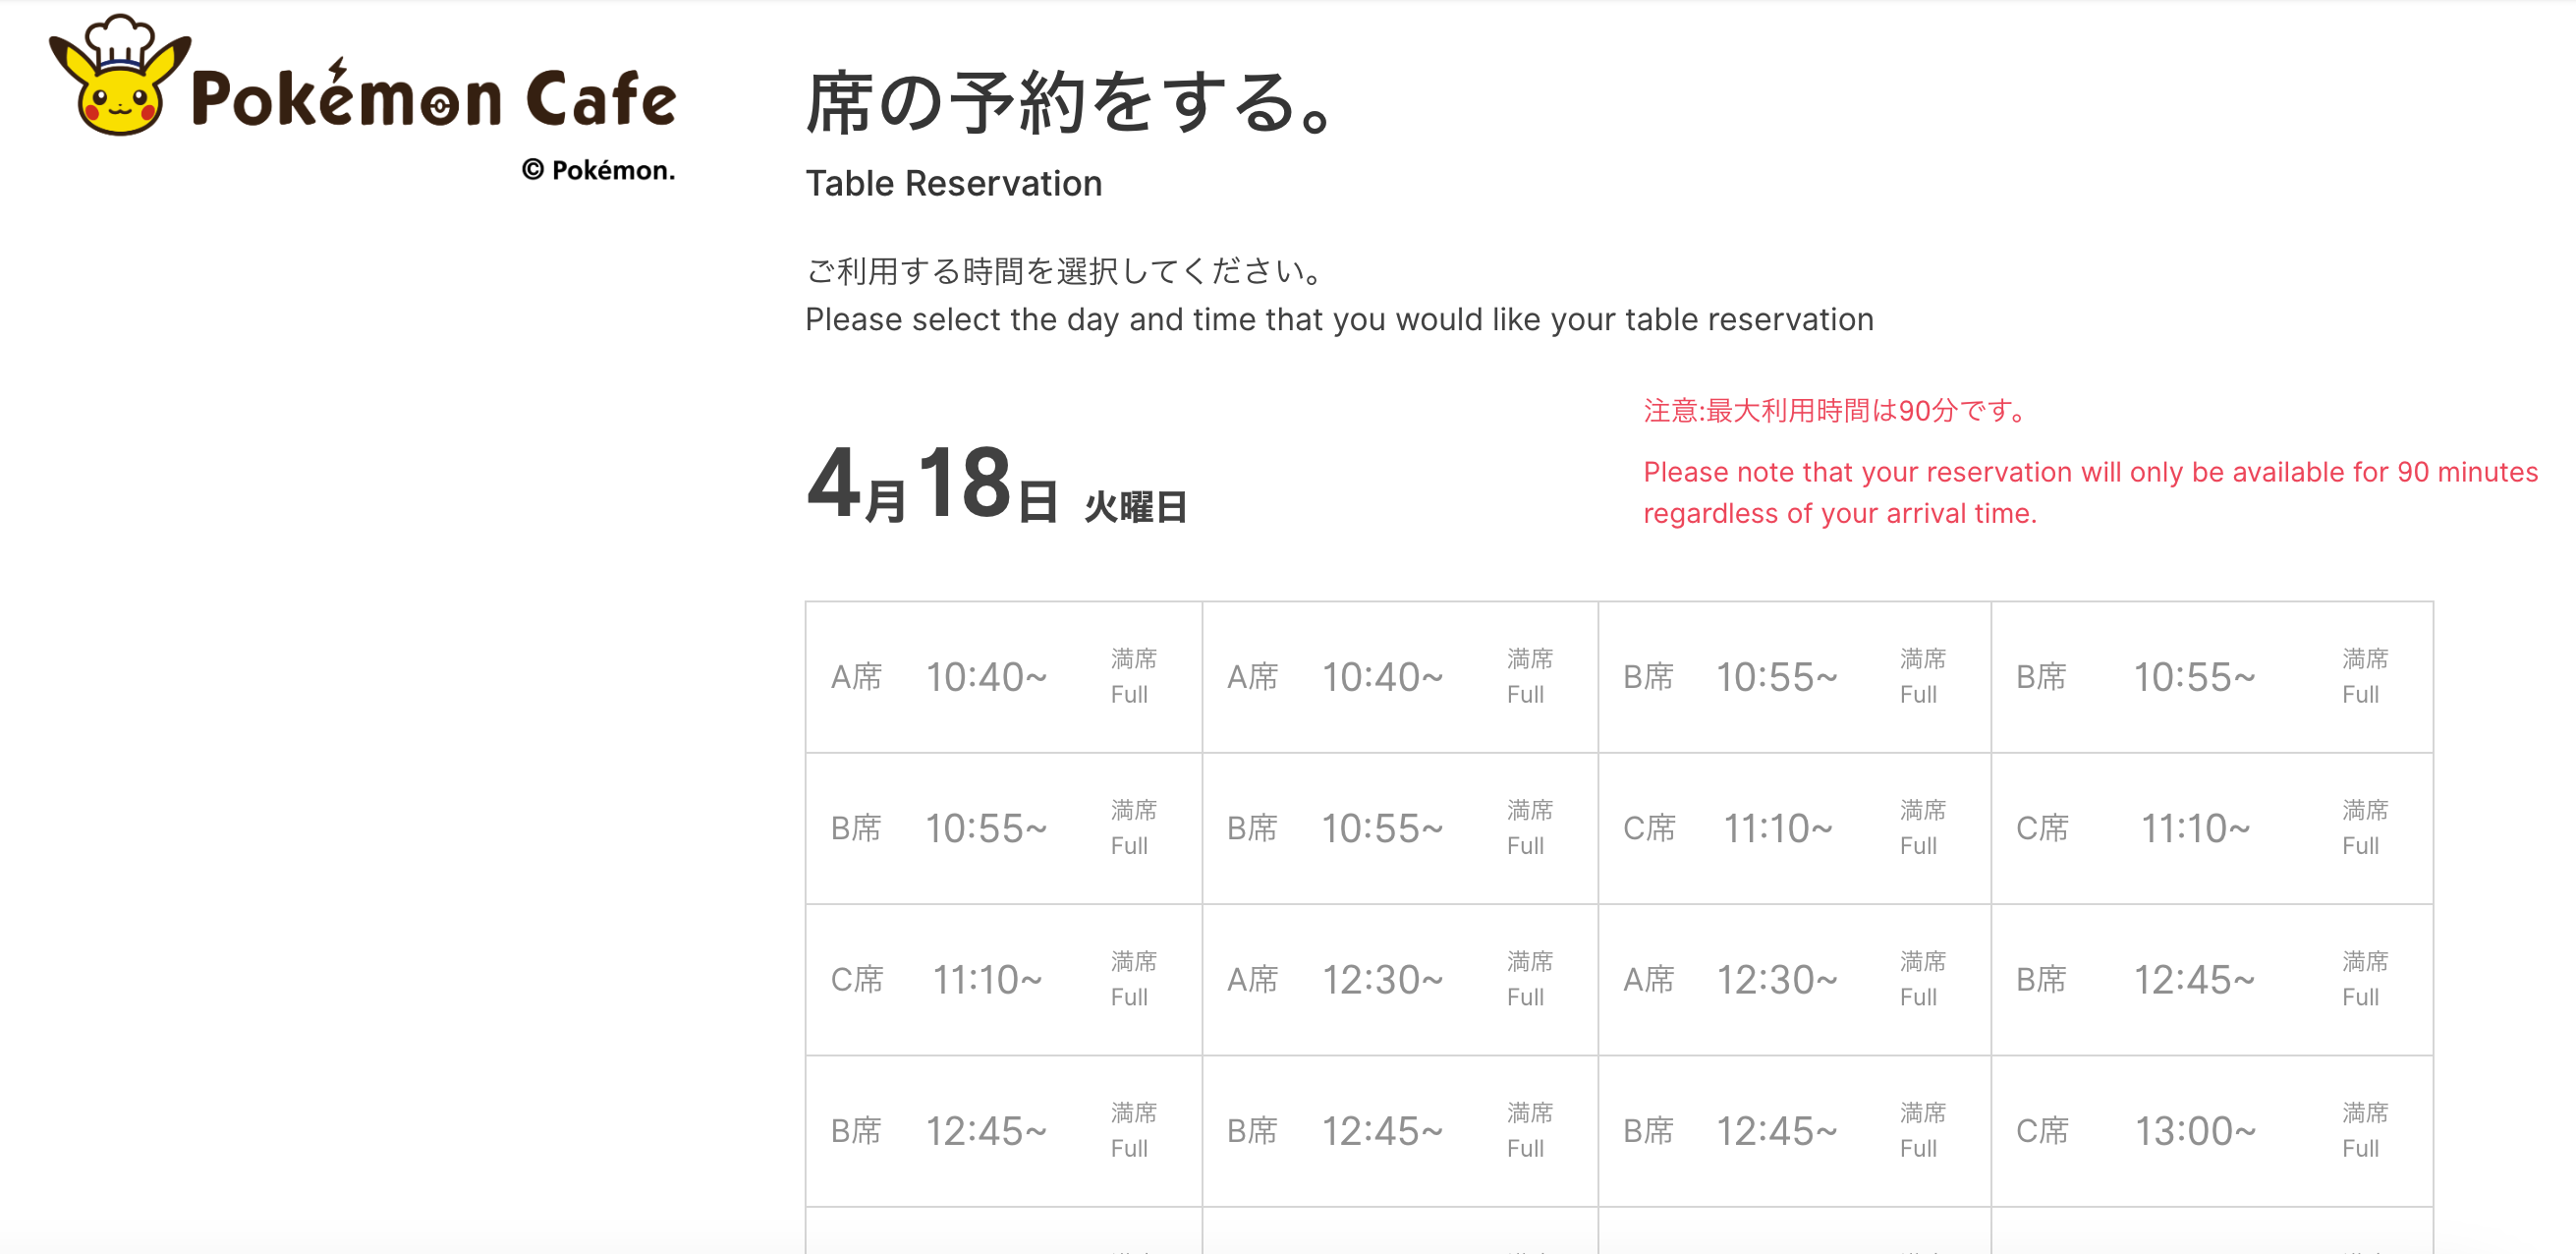 Pokémon Cafe
© Pokémon.
席の予約をする。
Table Reservation
ご利用する時間を選択してください。
Please select the day and time that you would like your table reservation
4月18日 火曜日
注意:最大利用時間は90分です。
Please note that your reservation will only be available for 90 minutes
regardless of your arrival time.
A席 10:40~ 満席 Full
A席 10:40~ 満席 Full
B席 10:55~ 満席 Full
B席 10:55~ 満席 Full
B席 10:55~ 満席 Full
B席 10:55~ 満席 Full
C席 11:10~ 満席 Full
C席 11:10~ 満席 Full
C席 11:10~ 満席 Full
A席 12:30~ 満席 Full
A席 12:30~ 満席 Full
B席 12:45~ 満席 Full
B席 12:45~ 満席 Full
B席 12:45~ 満席 Full
B席 12:45~ 満席 Full
C席 13:00~ 満席 Full